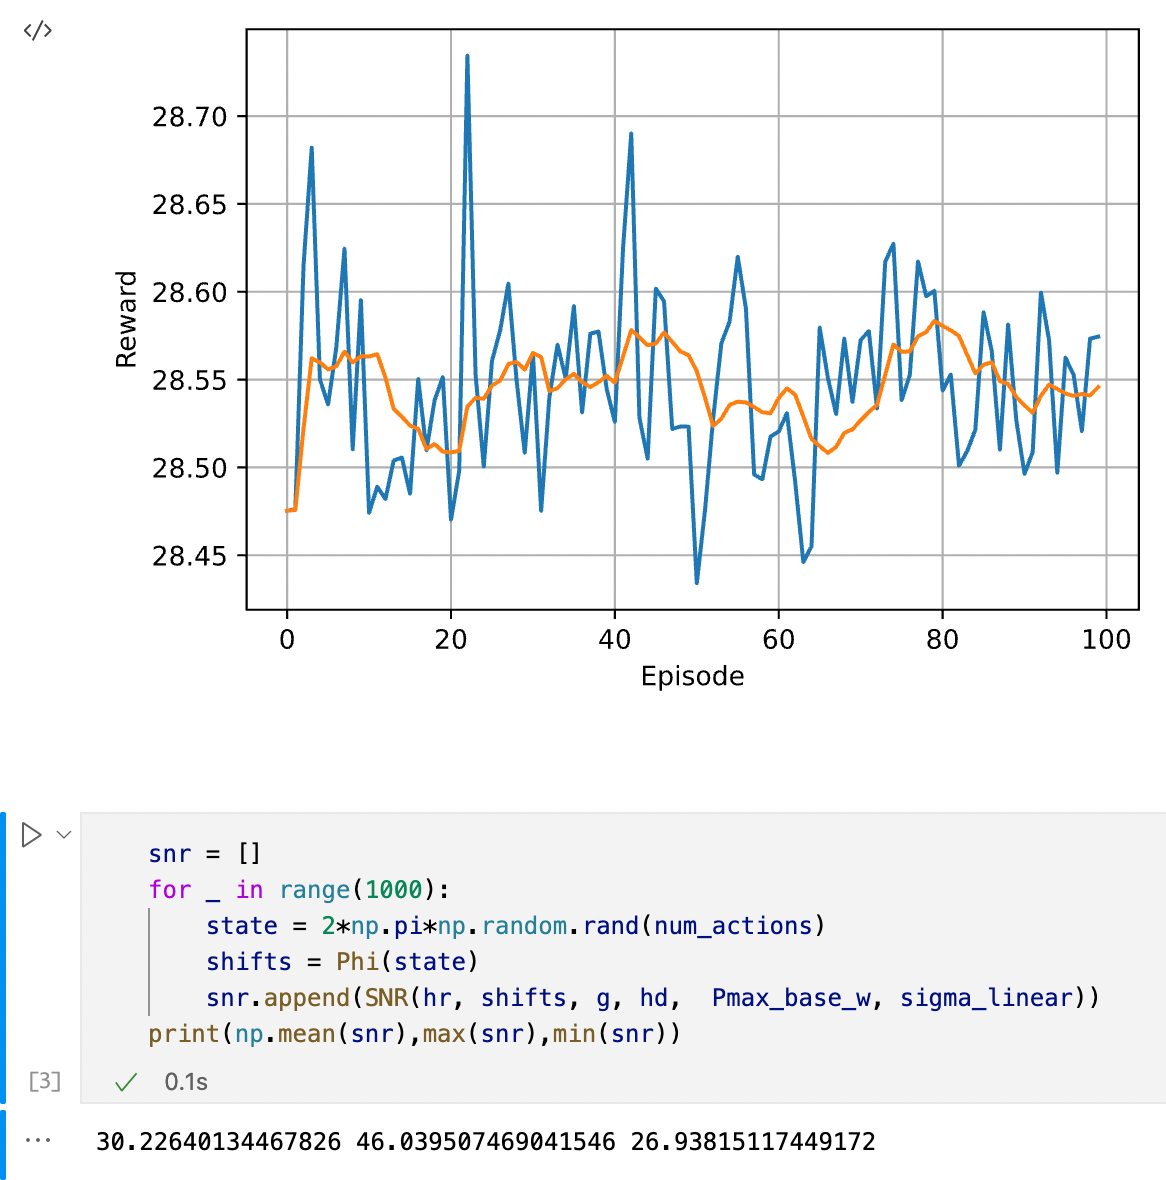 28.70
28.65
28.60
28.55
28.50
28.45
Reward
0 20 40 60 80 100
Episode
snr = []
for _ in range(1000):
    state = 2*np.pi*np.random.rand(num_actions)
    shifts = Phi(state)
    snr.append(SNR(hr, shifts, g, hd,  Pmax_base_w, sigma_linear))
print(np.mean(snr),max(snr),min(snr))
[3] 0.1s
30.22640134467826 46.039507469041546 26.93815117449172